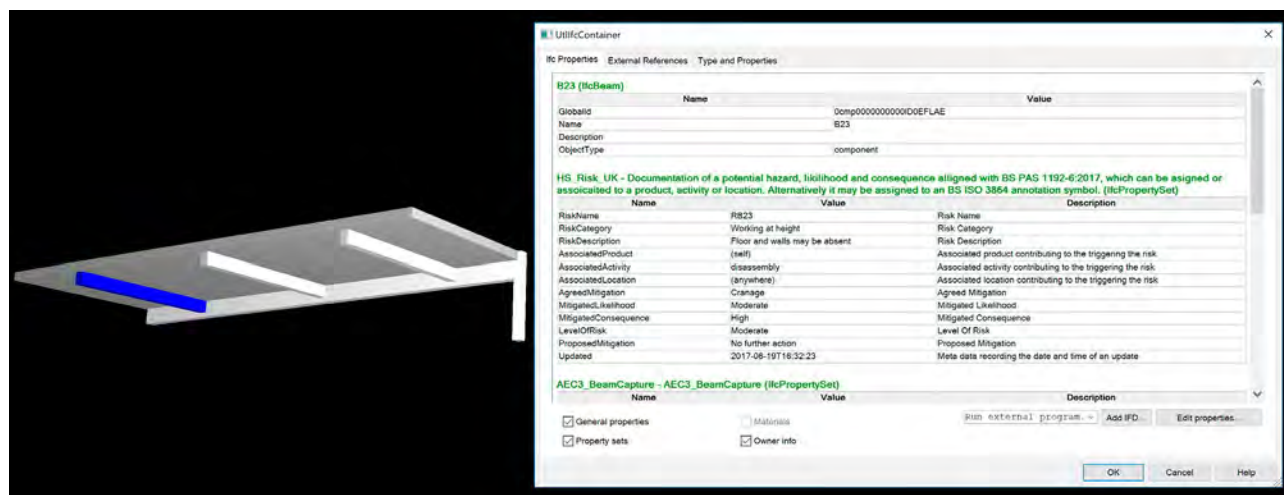 UtilIfcContainer
Ifc Properties External References Type and Properties
B23 (IfcBeam)
Name Value
GlobalId 0cmp0000000000ID0EFLAE
Name B23
Description
ObjectType component
HS_Risk_UK - Documentation of a potential hazard, liklihood and consequence alligned with BS PAS 1192-6:2017, which can be asigned or
assoicaited to a product, activity or location. Alternatively it may be assigned to an BS ISO 3864 annotation symbol. (IfcPropertySet)
Name Value Description
RiskName RB23 Risk Name
RiskCategory Working at height Risk Category
RiskDescription Floor and walls may be absent Risk Description
AssociatedProduct (self) Associated product contributing to the triggering the risk
AssociatedActivity disassembly Associated activity contributing to the triggering the risk
AssociatedLocation (anywhere) Associated location contributing to the triggering the risk
AgreedMitigation Cranage Agreed Mitigation
MitigatedLikelihood Moderate Mitigated Likelihood
MitigatedConsequence High Mitigated Consequence
LevelOfRisk Moderate Level Of Risk
ProposedMitigation No further action Proposed Mitigation
Updated 2017-06-19T16:32:23 Meta data recording the date and time of an update
AEC3_BeamCapture - AEC3_BeamCapture (IfcPropertySet)
Name Value Description
General properties Materials Run external program. Add IFD... Edit properties...
Property sets Owner info
OK Cancel Help